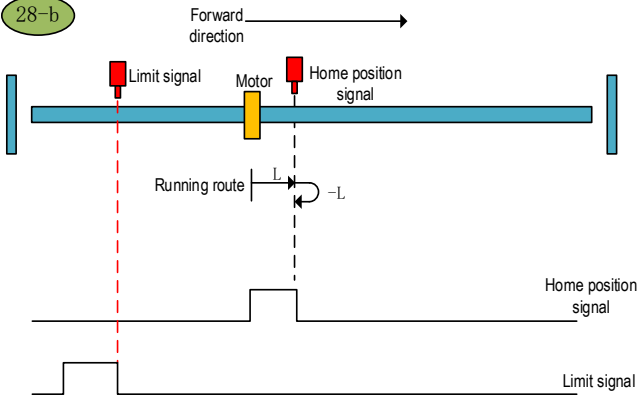 28-b
Forward
direction
Limit signal
Motor
Home position
signal
Running route
L
-L
Home position
signal
Limit signal